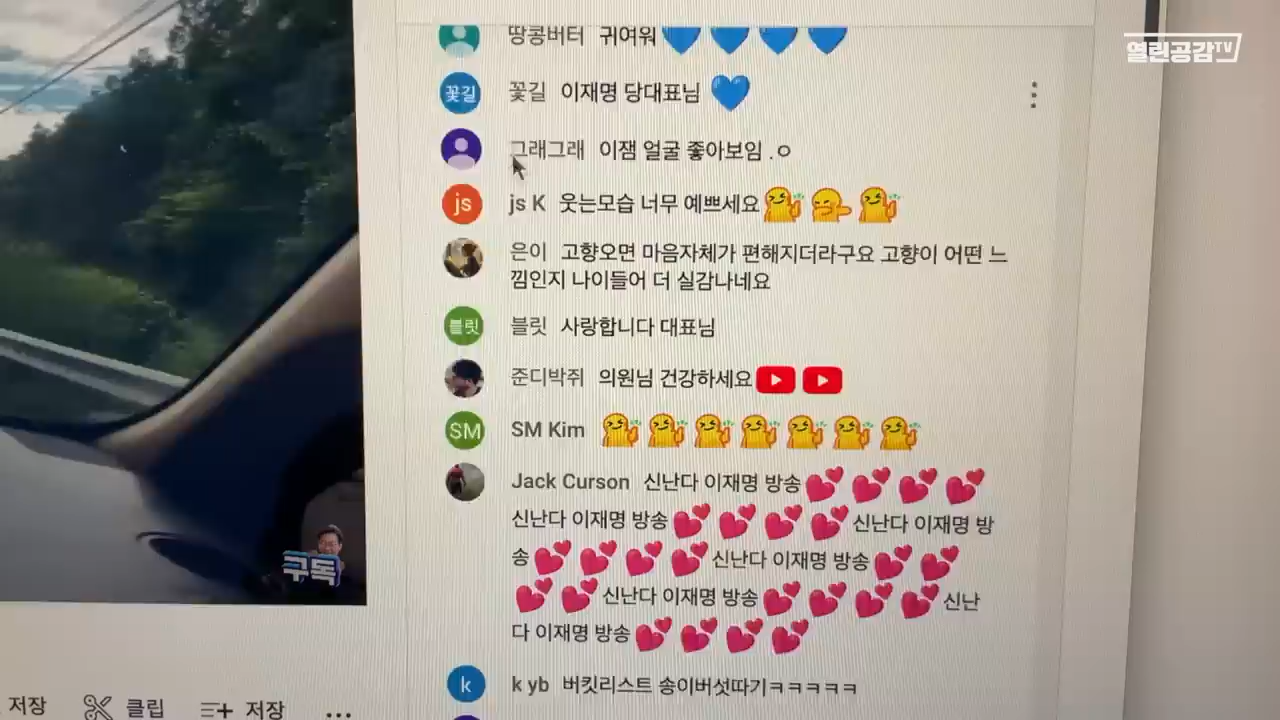 열린공감TV
땅콩버터 귀여워💙💙💙💙
꽃길 꽃길 이재명 당대표님 💙
그래그래 이잼 얼굴 좋아보임 .ㅇ
js js K 웃는모습 너무 예쁘세요
은이 고향오면 마음자체가 편해지더라구요 고향이 어떤 느
낌인지 나이들어 더 실감나네요
블릿 블릿 사랑합니다 대표님
준디박쥐 의원님 건강하세요
SM SM Kim
Jack Curson 신난다 이재명 방송💕💕💕💕
신난다 이재명 방송💕💕💕💕신난다 이재명 방
송💕💕💕💕신난다 이재명 방송💕💕
💕💕신난다 이재명 방송💕💕💕💕신난
다 이재명 방송💕💕💕💕
k k yb 버킷리스트 송이버섯따기ㅋㅋㅋㅋㅋ
구독
저장 클립 저장 ...